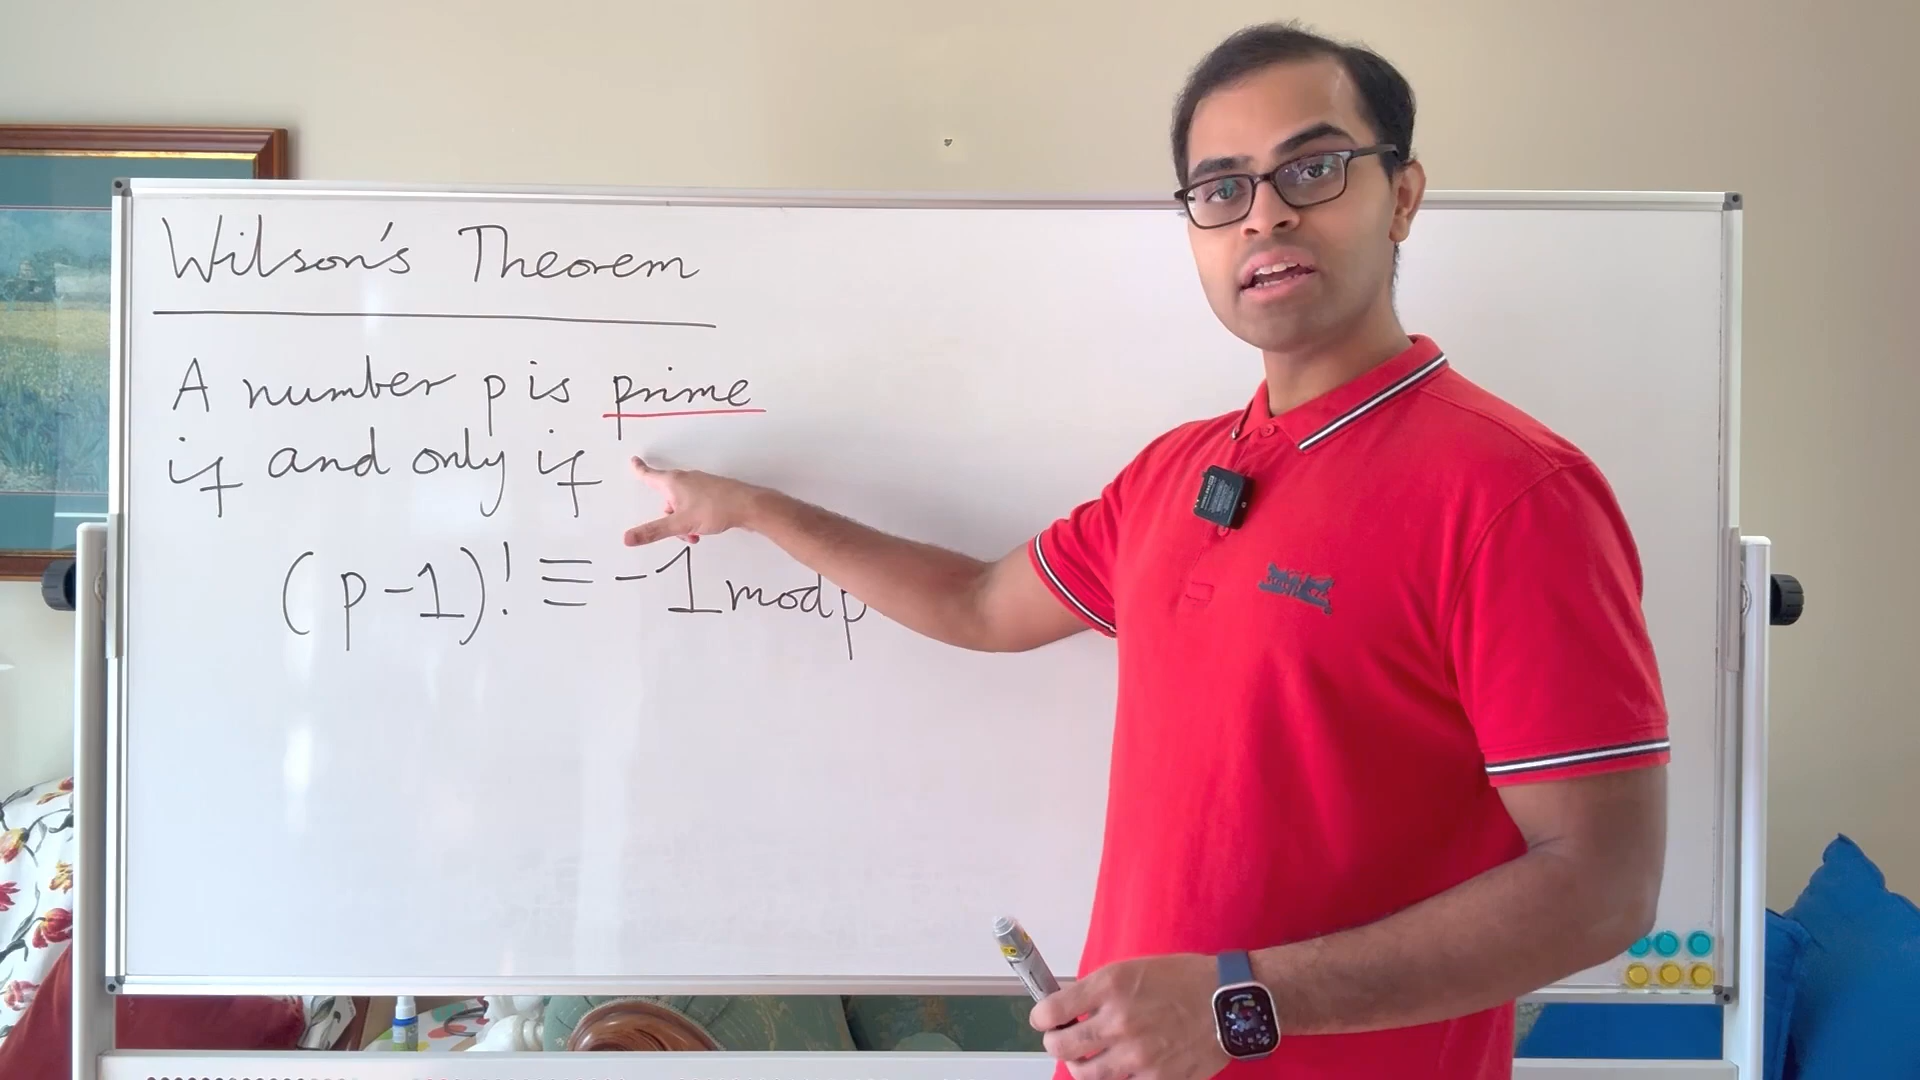 Wilson's Theorem
A number p is prime
if and only if
(p-1)! ≡ -1 mod p